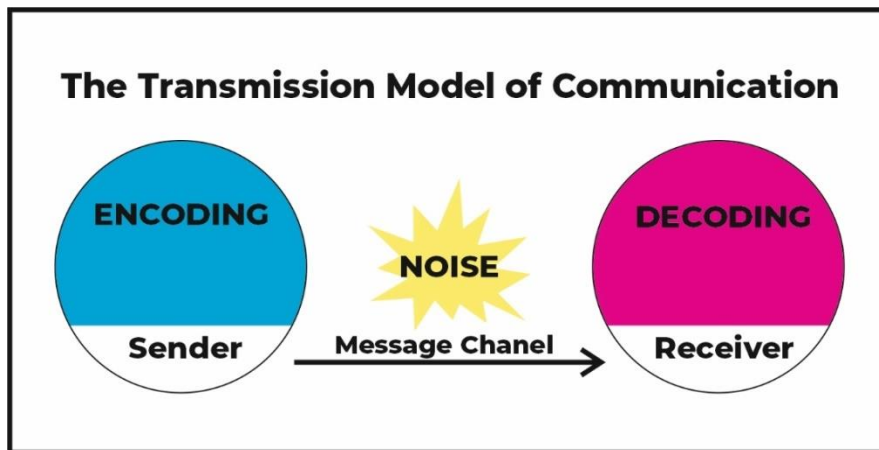 The Transmission Model of Communication
ENCODING
DECODING
NOISE
Sender
Message Chanel
Receiver